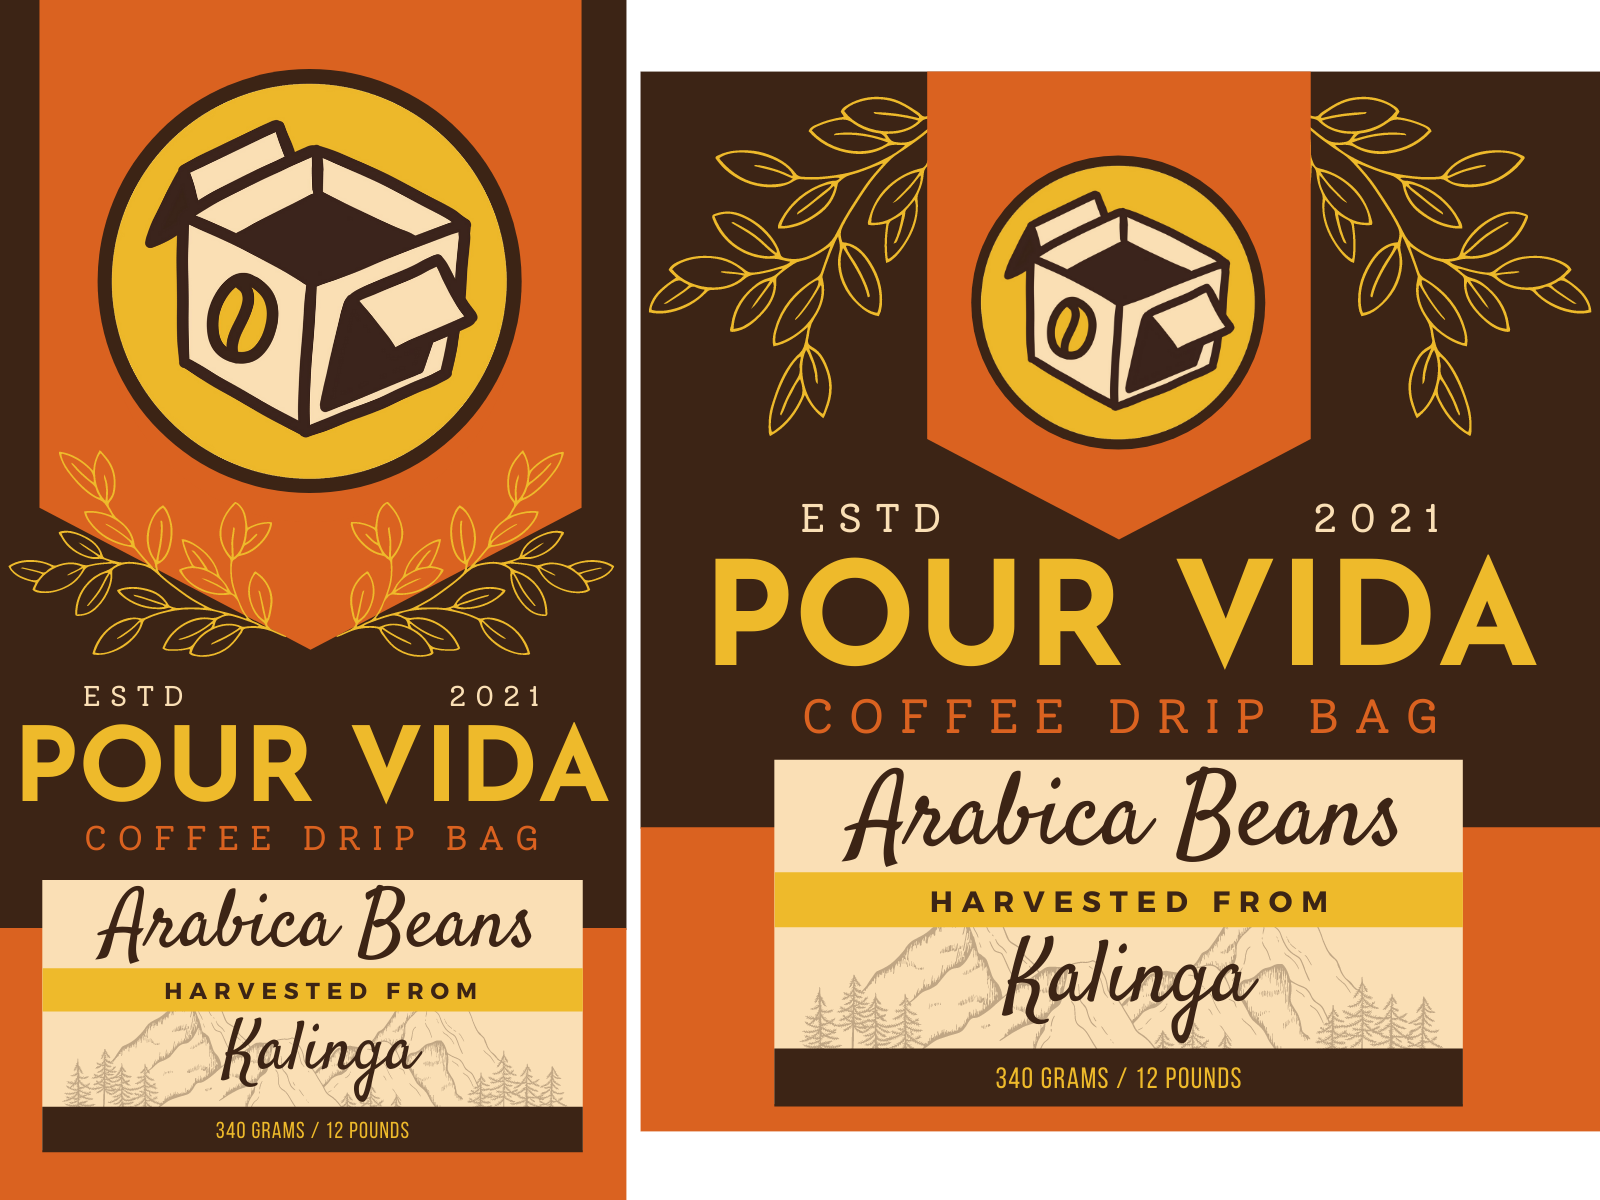 ESTD 2021
POUR VIDA
COFFEE DRIP BAG
Arabica Beans
HARVESTED FROM
Kalinga
340 GRAMS / 12 POUNDS
ESTD 2021
POUR VIDA
COFFEE DRIP BAG
Arabica Beans
HARVESTED FROM
Kalinga
340 GRAMS / 12 POUNDS